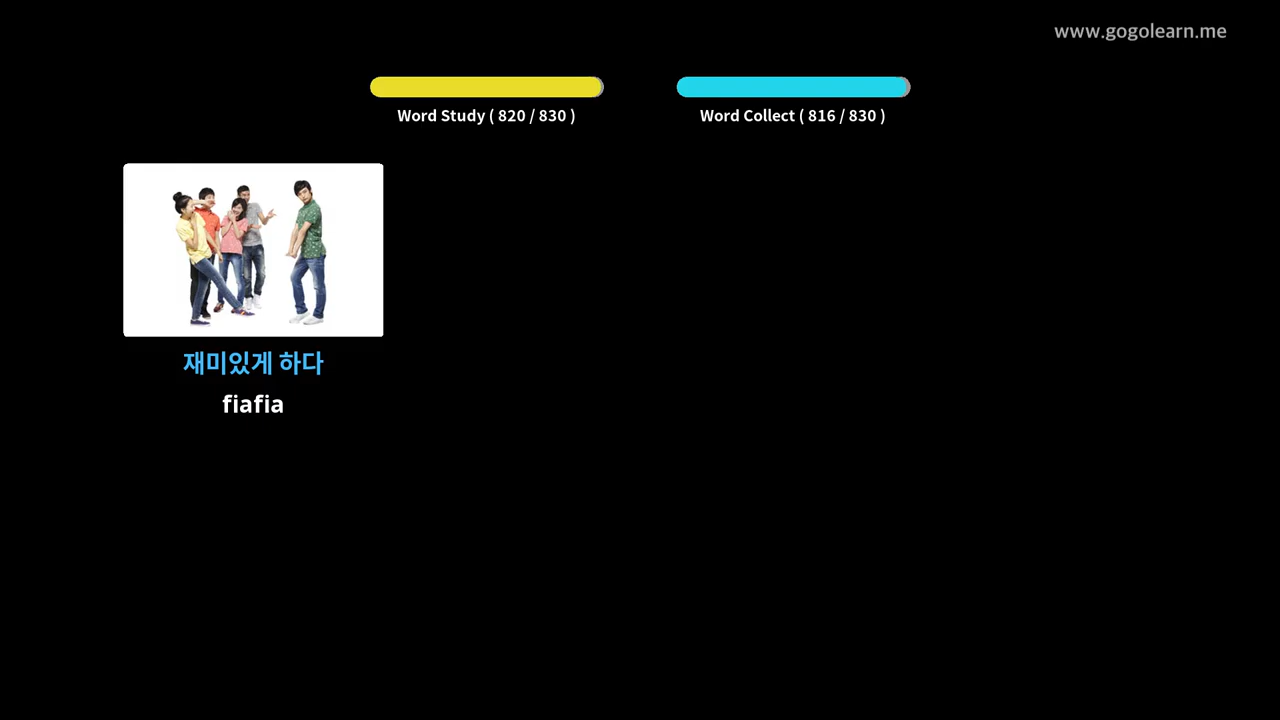 www.gogolearn.me
Word Study ( 820 / 830 )
Word Collect ( 816 / 830 )
재미있게 하다
fiafia